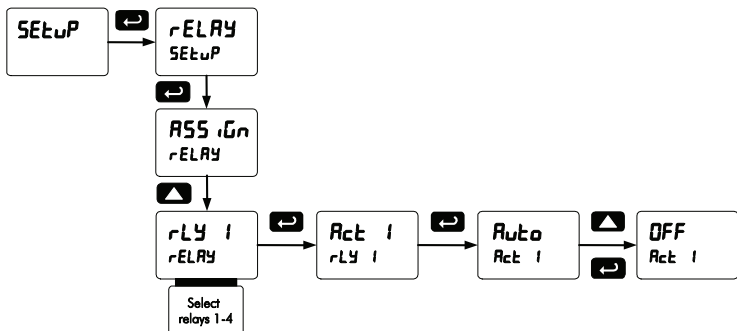 SEtuP
rELAY
SEtuP
ASSiGn
rELAY
rLY 1
rELAY
Act 1
rLY 1
Auto
Act 1
OFF
Act 1
Select
relays 1-4